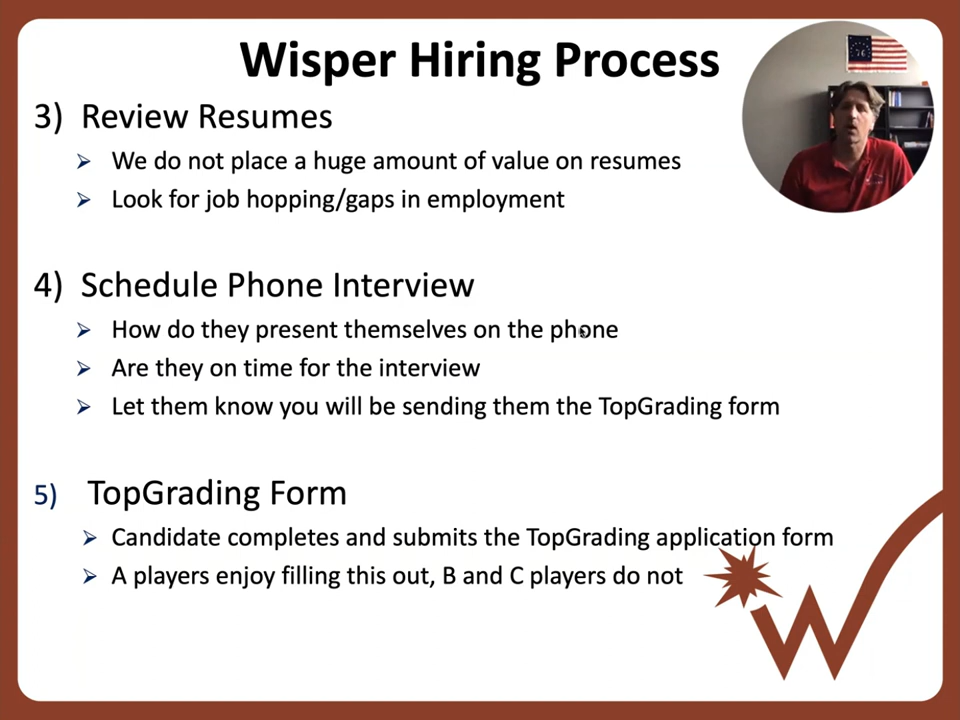 Wisper Hiring Process
3) Review Resumes
We do not place a huge amount of value on resumes
Look for job hopping/gaps in employment
4) Schedule Phone Interview
How do they present themselves on the phone
Are they on time for the interview
Let them know you will be sending them the TopGrading form
5) TopGrading Form
Candidate completes and submits the TopGrading application form
A players enjoy filling this out, B and C players do not
76